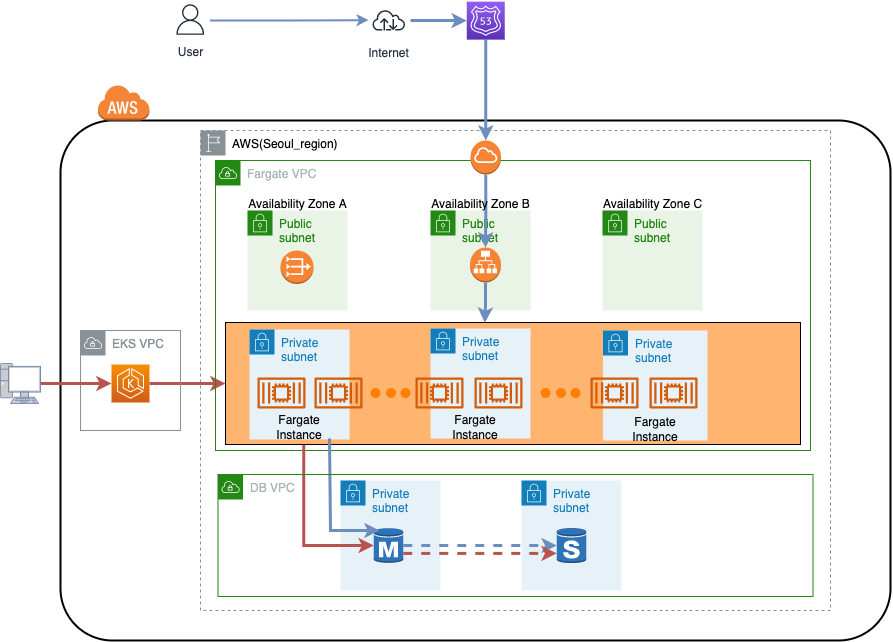 User
Internet
53
AWS
AWS(Seoul_region)
Fargate VPC
Availability Zone A
Availability Zone B
Availability Zone C
Public
subnet
Public
subnet
Public
subnet
EKS VPC
K
Private
subnet
Private
subnet
Private
subnet
Fargate
Instance
Fargate
Instance
Fargate
Instance
DB VPC
Private
subnet
Private
subnet
M
S